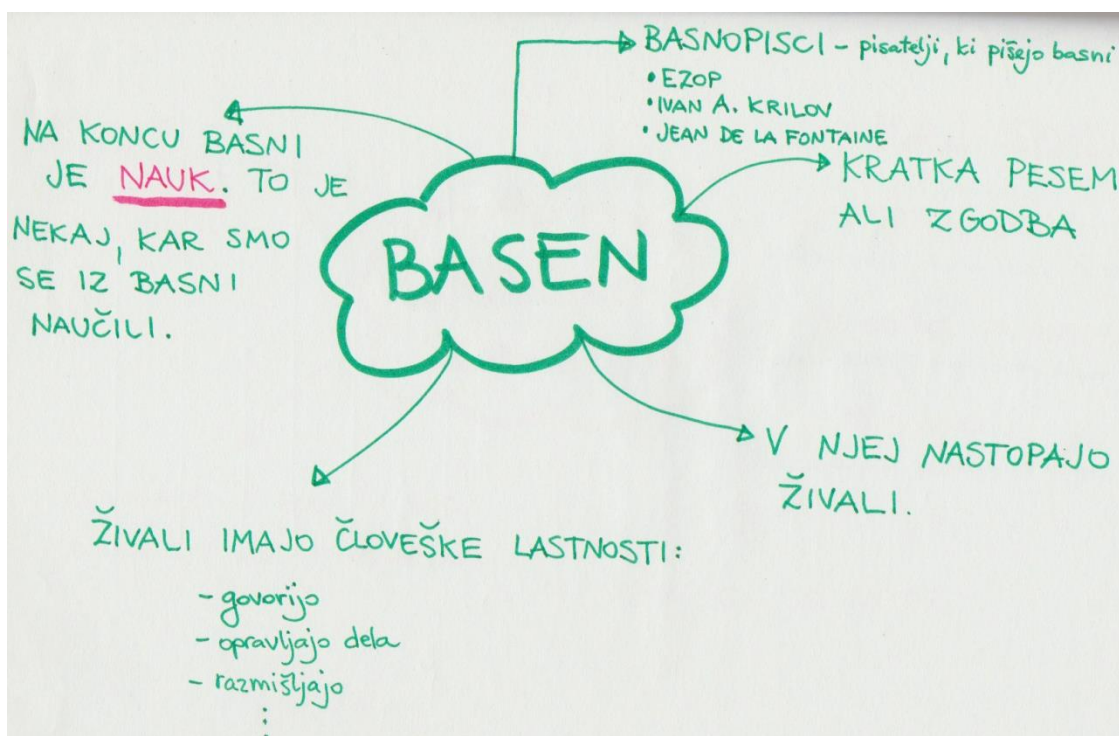 BASNOPISCI – pisatelji, ki pišejo basni
• EZOP
• IVAN A. KRILOV
• JEAN DE LA FONTAINE
NA KONCU BASNI
JE NAUK. TO JE
NEKAJ, KAR SMO
SE IZ BASNI
NAUČILI.
KRATKA PESEM
ALI ZGODBA
BASEN
V NJEJ NASTOPAJO
ŽIVALI.
ŽIVALI IMAJO ČLOVEŠKE LASTNOSTI:
- govorijo
- opravljajo dela
- razmišljajo
⋮